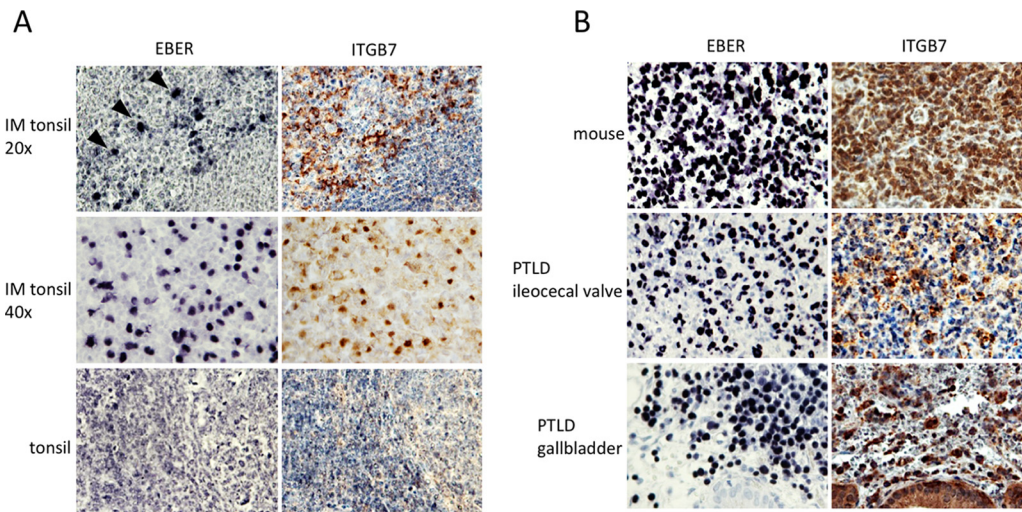 A
EBER
ITGB7
IM tonsil
20x
IM tonsil
40x
tonsil
B
EBER
ITGB7
mouse
PTLD
ileocecal valve
PTLD
gallbladder